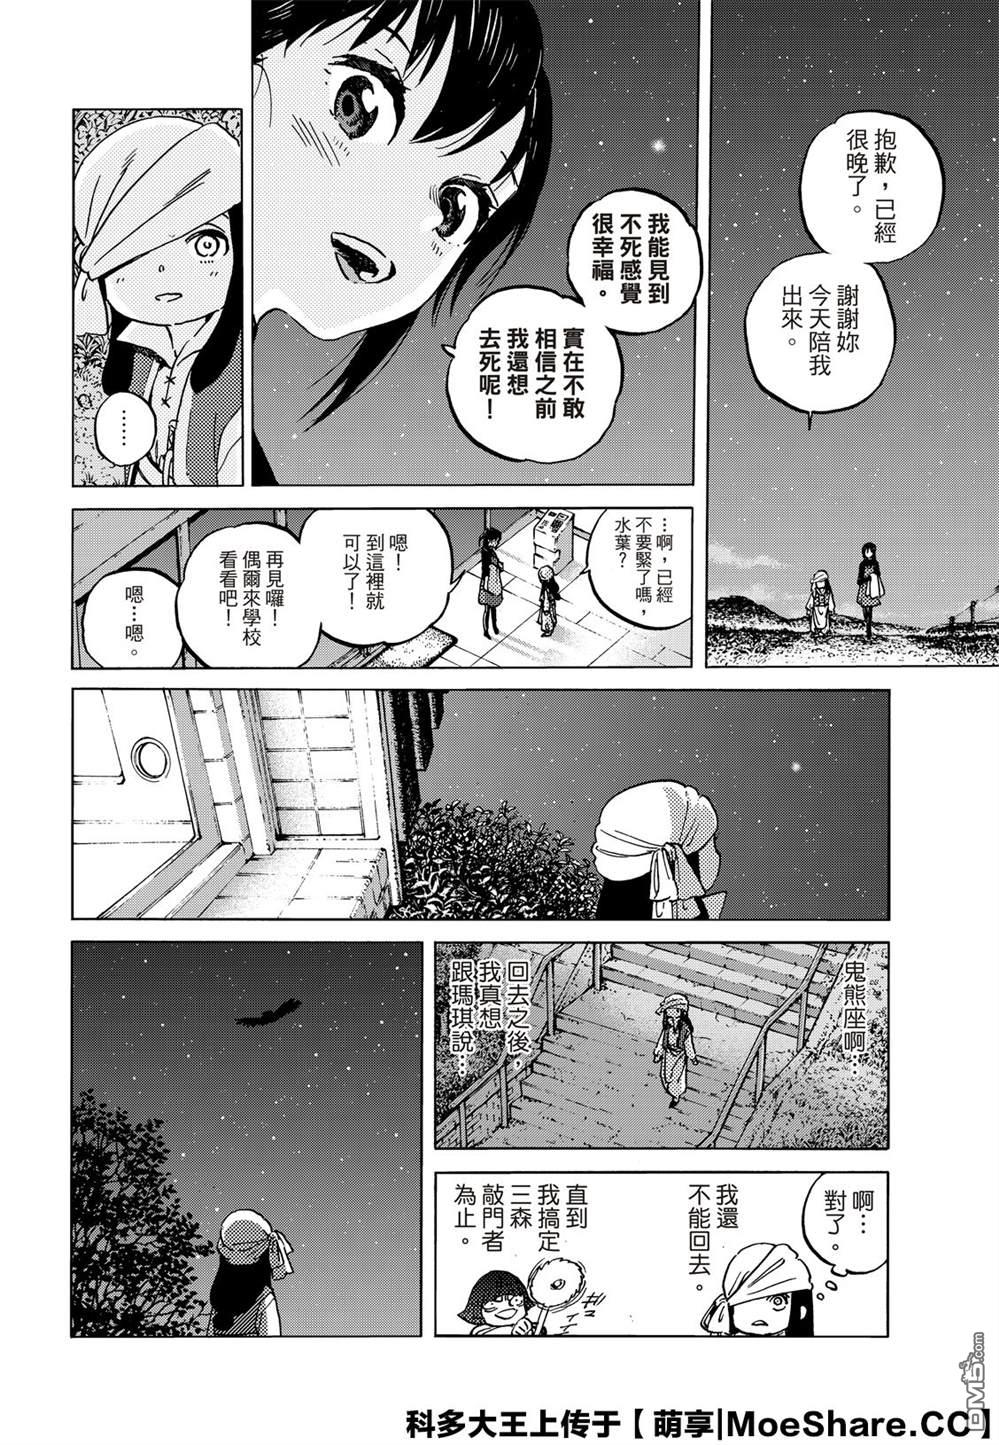 抱歉，已經
很晚了。
謝謝妳
今天陪我
出來。
我能見到
不死感覺
很幸福。
實在不敢
相信之前
我還想
去死呢！
……
…啊，已經
不要緊了嗎，
水葉？
嗯！
到這裡就
可以了！
再見囉！
偶爾來學校
看看吧！
嗯…嗯。
鬼熊座啊…
回去之後，
我真想
跟瑪琪說…
啊…
對了。
我還
不能回去。
直到
我搞定
三森
敲門者
為止。
科多大王上传于【 萌享|MoeShare.CC】
DM5.com